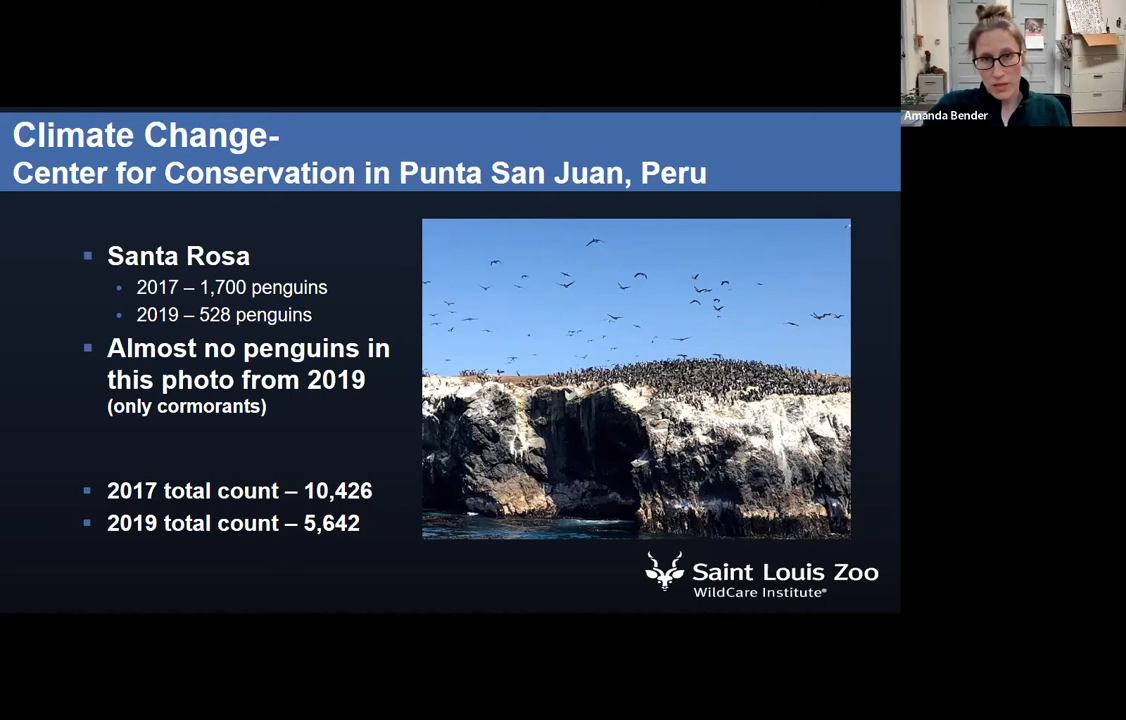 Amanda Bender
Climate Change-
Center for Conservation in Punta San Juan, Peru
▪ Santa Rosa
• 2017 – 1,700 penguins
• 2019 – 528 penguins
▪ Almost no penguins in
this photo from 2019
(only cormorants)
▪ 2017 total count – 10,426
▪ 2019 total count – 5,642
Saint Louis Zoo
WildCare Institute®